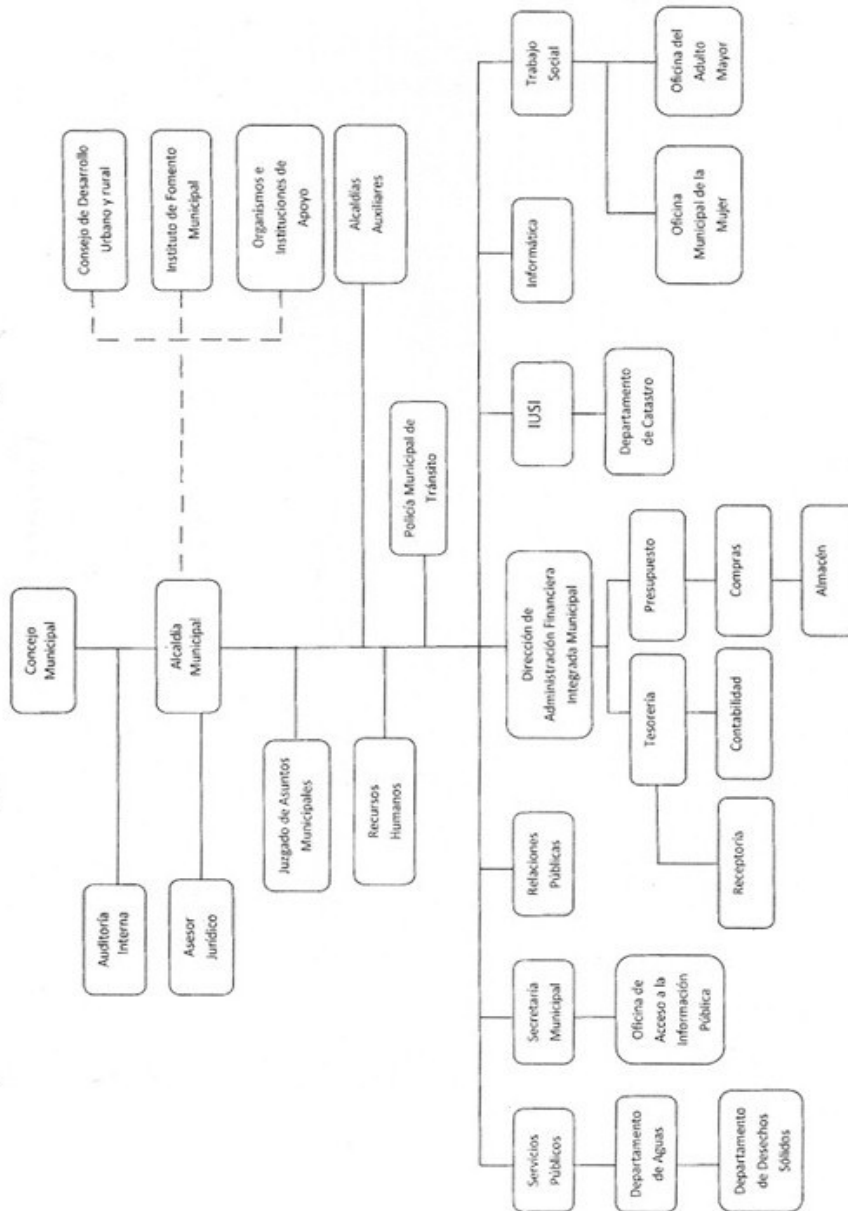 Concejo
Municipal
Auditoría
Interna
Alcaldía
Municipal
Asesor
Jurídico
Consejo de Desarrollo
Urbano y rural
Instituto de Fomento
Municipal
Organismos e
Instituciones de
Apoyo
Juzgado de Asuntos
Municipales
Alcaldías
Auxiliares
Recursos
Humanos
Policía Municipal de
Tránsito
Servicios
Públicos
Departamento
de Aguas
Departamento
de Desechos
Sólidos
Secretaría
Municipal
Oficina de
Acceso a la
Información
Pública
Relaciones
Públicas
Dirección de
Administración Financiera
Integrada Municipal
Tesorería
Receptoría
Contabilidad
Presupuesto
Compras
Almacén
IUSI
Departamento
de Catastro
Informática
Trabajo
Social
Oficina
Municipal de la
Mujer
Oficina del
Adulto
Mayor